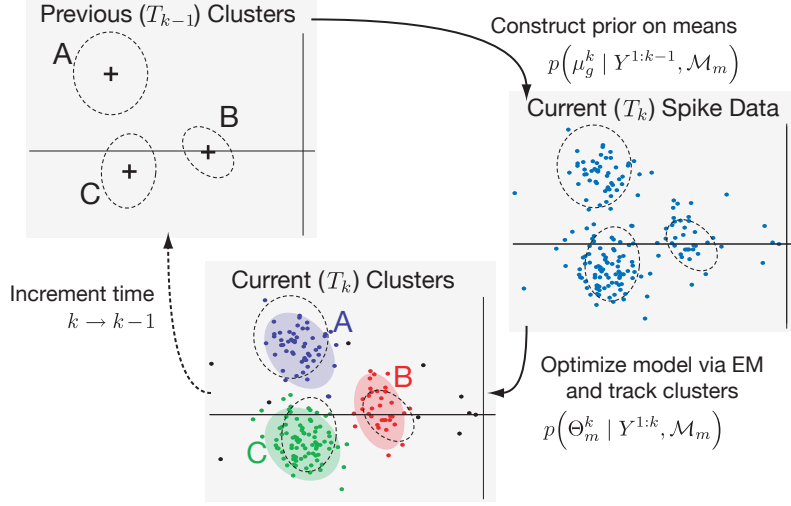 Previous (T_{k−1}) Clusters
A
B
C
Construct prior on means
p(μ_g^k | Y^{1:k−1}, ℳ_m)
Current (T_k) Spike Data
Optimize model via EM
and track clusters
p(Θ_m^k | Y^{1:k}, ℳ_m)
Current (T_k) Clusters
A
B
C
Increment time
k → k−1